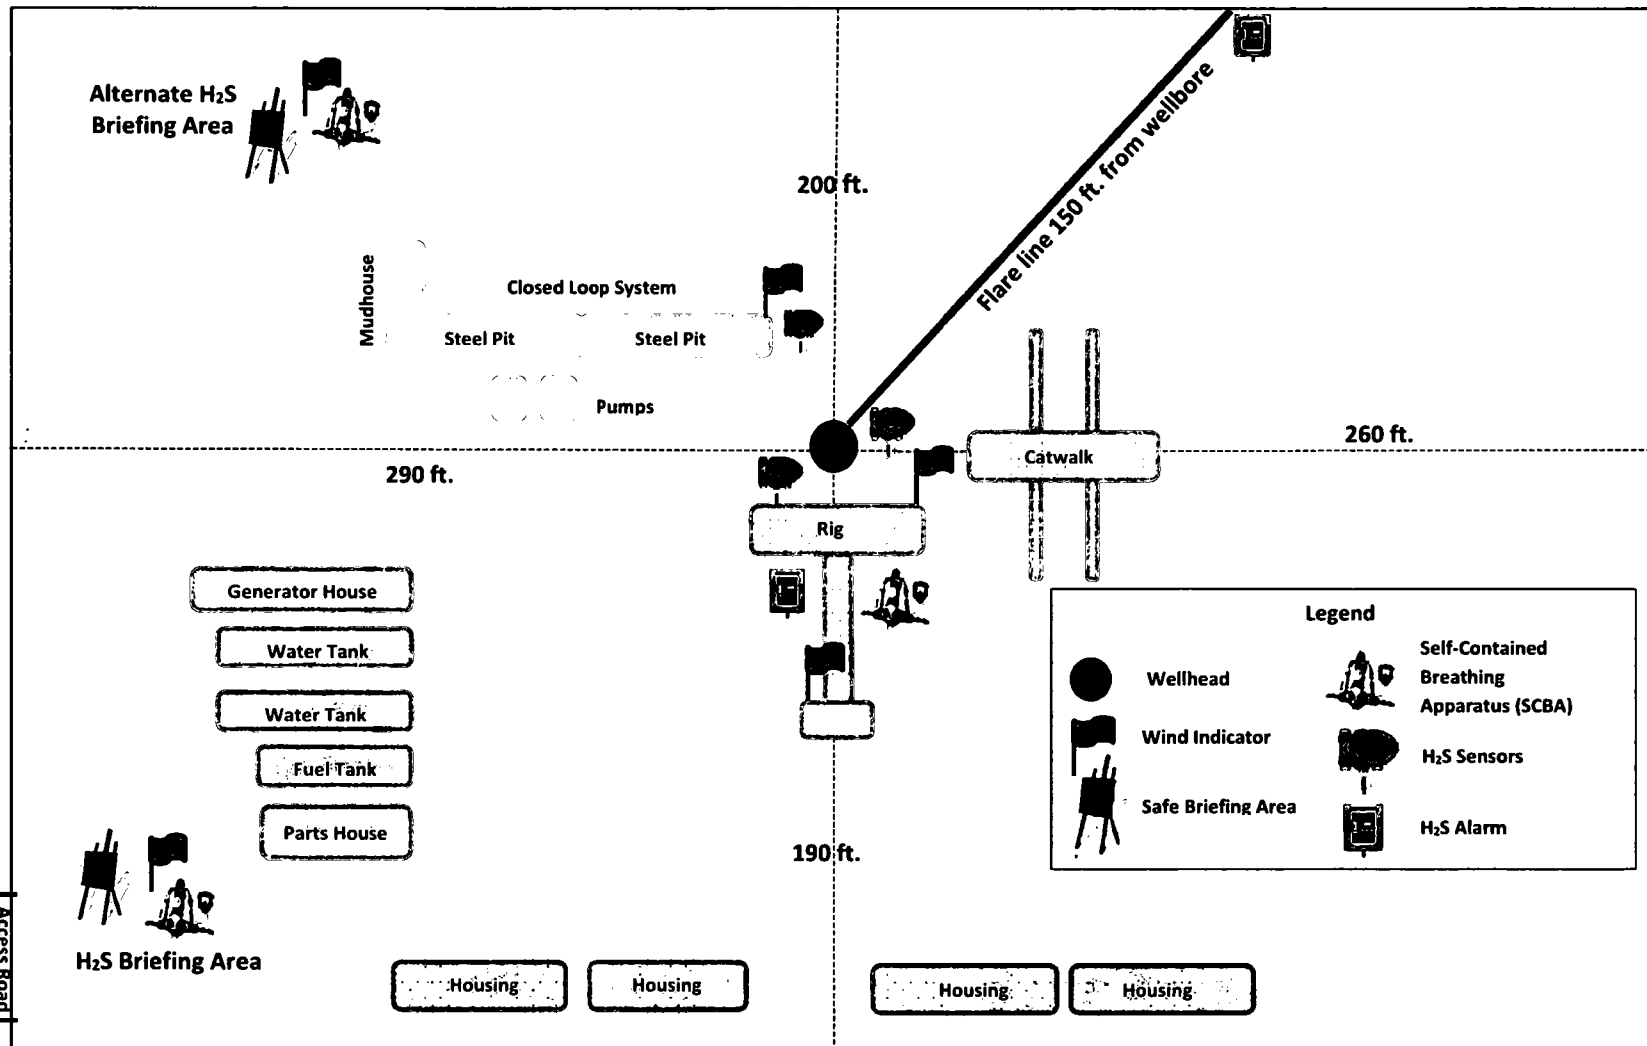 Alternate H₂S
Briefing Area
200 ft.
Flare line 150 ft. from wellbore
Mudhouse
Closed Loop System
Steel Pit
Steel Pit
Pumps
290 ft.
260 ft.
Catwalk
Rig
Generator House
Water Tank
Water Tank
Fuel Tank
Parts House
190 ft.
H₂S Briefing Area
Access Road
Housing
Housing
Housing
Housing
Legend
Wellhead
Wind Indicator
Safe Briefing Area
Self-Contained
Breathing
Apparatus (SCBA)
H₂S Sensors
H₂S Alarm